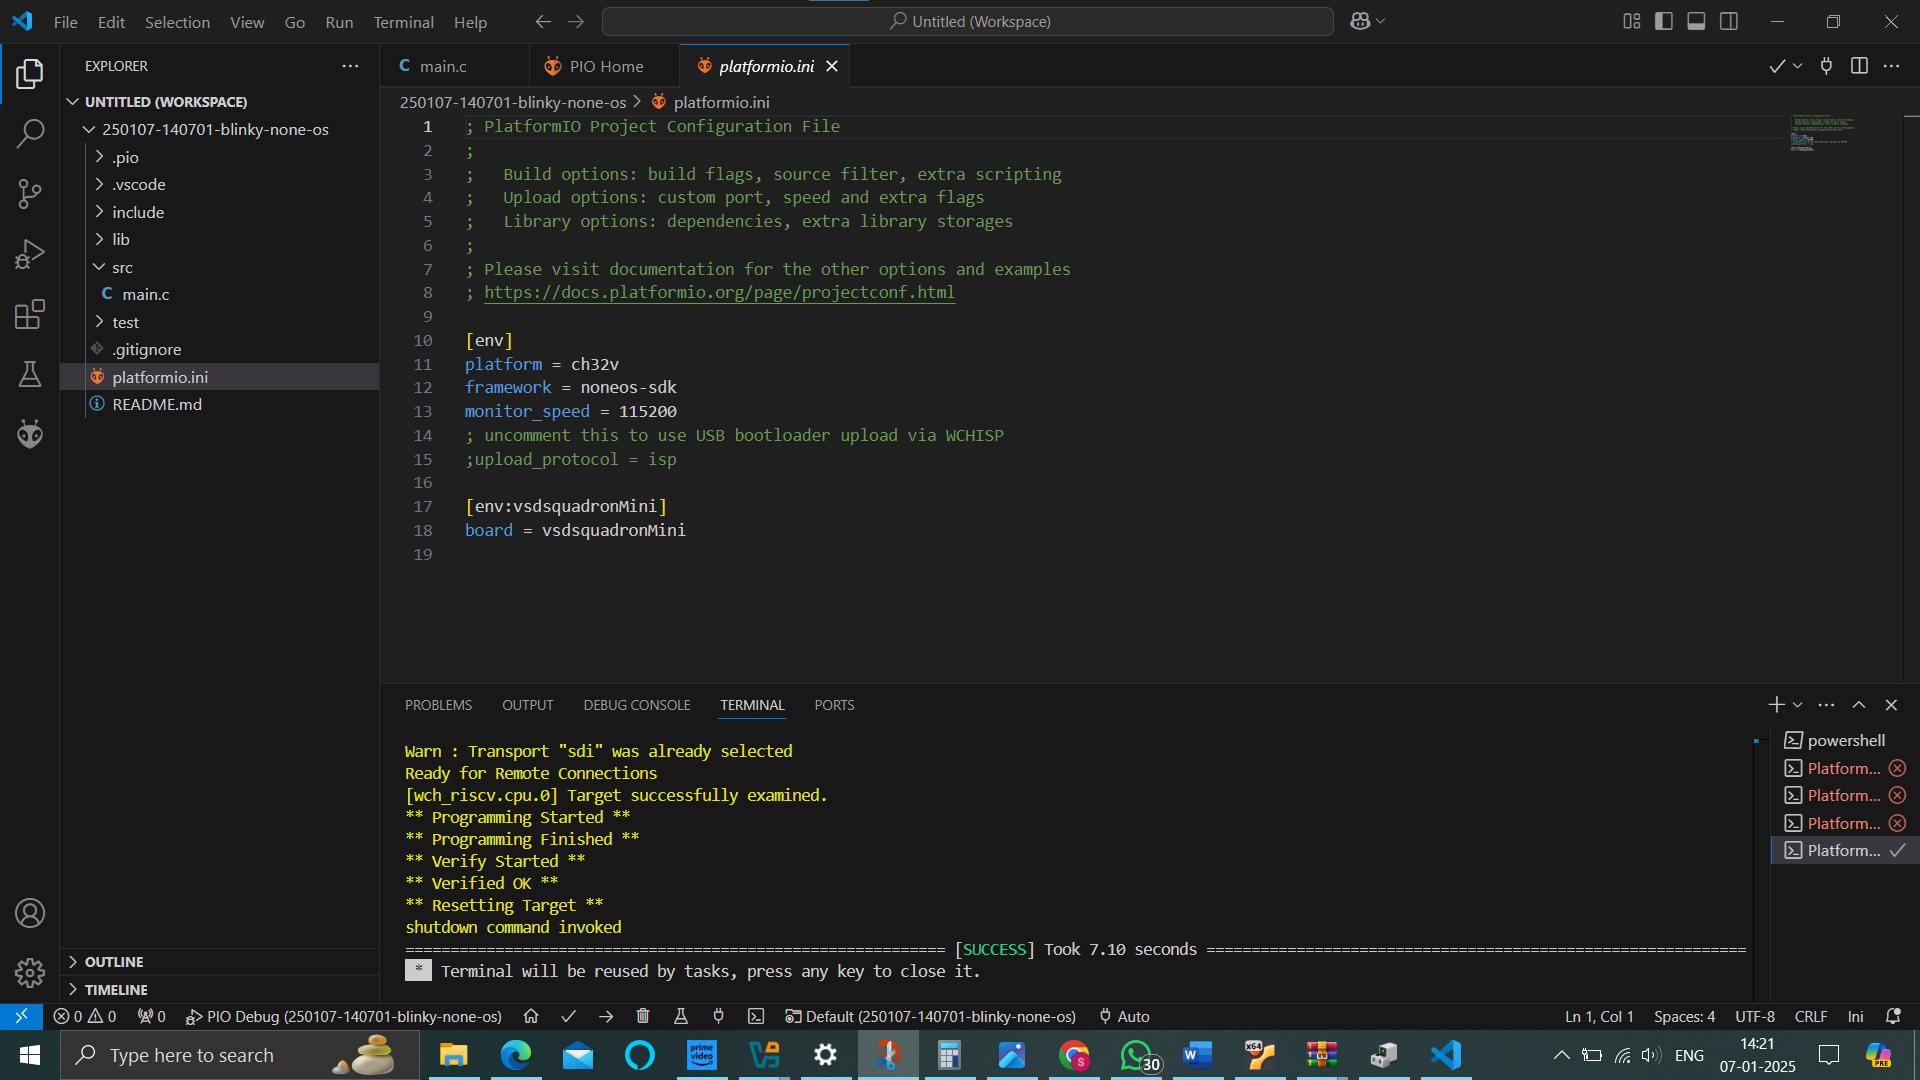 File Edit Selection View Go Run Terminal Help
Untitled (Workspace)
EXPLORER
UNTITLED (WORKSPACE)
250107-140701-blinky-none-os
.pio
.vscode
include
lib
src
C main.c
test
.gitignore
platformio.ini
README.md
OUTLINE
TIMELINE
C main.c
PIO Home
platformio.ini
250107-140701-blinky-none-os > platformio.ini
1 ; PlatformIO Project Configuration File
2 ;
3 ;   Build options: build flags, source filter, extra scripting
4 ;   Upload options: custom port, speed and extra flags
5 ;   Library options: dependencies, extra library storages
6 ;
7 ; Please visit documentation for the other options and examples
8 ; https://docs.platformio.org/page/projectconf.html
9
10 [env]
11 platform = ch32v
12 framework = noneos-sdk
13 monitor_speed = 115200
14 ; uncomment this to use USB bootloader upload via WCHISP
15 ;upload_protocol = isp
16
17 [env:vsdsquadronMini]
18 board = vsdsquadronMini
19
PROBLEMS OUTPUT DEBUG CONSOLE TERMINAL PORTS
Warn : Transport "sdi" was already selected
Ready for Remote Connections
[wch_riscv.cpu.0] Target successfully examined.
** Programming Started **
** Programming Finished **
** Verify Started **
** Verified OK **
** Resetting Target **
shutdown command invoked
============================================================ [SUCCESS] Took 7.10 seconds ============================================================
* Terminal will be reused by tasks, press any key to close it.
powershell
Platform...
Platform...
Platform...
Platform...
0 0 0 PIO Debug (250107-140701-blinky-none-os) Default (250107-140701-blinky-none-os) Auto
Ln 1, Col 1 Spaces: 4 UTF-8 CRLF Ini
Type here to search
prime video
30
W
x64
S
ENG
14:21
07-01-2025
PRE